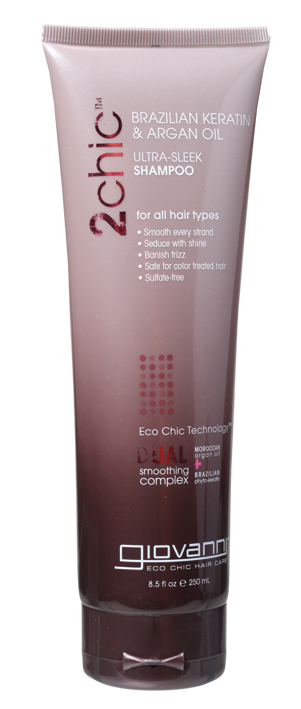 2chic™
BRAZILIAN KERATIN
& ARGAN OIL
ULTRA-SLEEK
SHAMPOO
for all hair types
• Smooth every strand
• Seduce with shine
• Banish frizz
• Safe for color treated hair
• Sulfate-free
Eco Chic Technology™
DUAL
smoothing
complex
MOROCCAN
argan oil
+
BRAZILIAN
phyto-keratin
giovanni
ECO CHIC HAIR CARE
8.5 fl oz e 250 mL